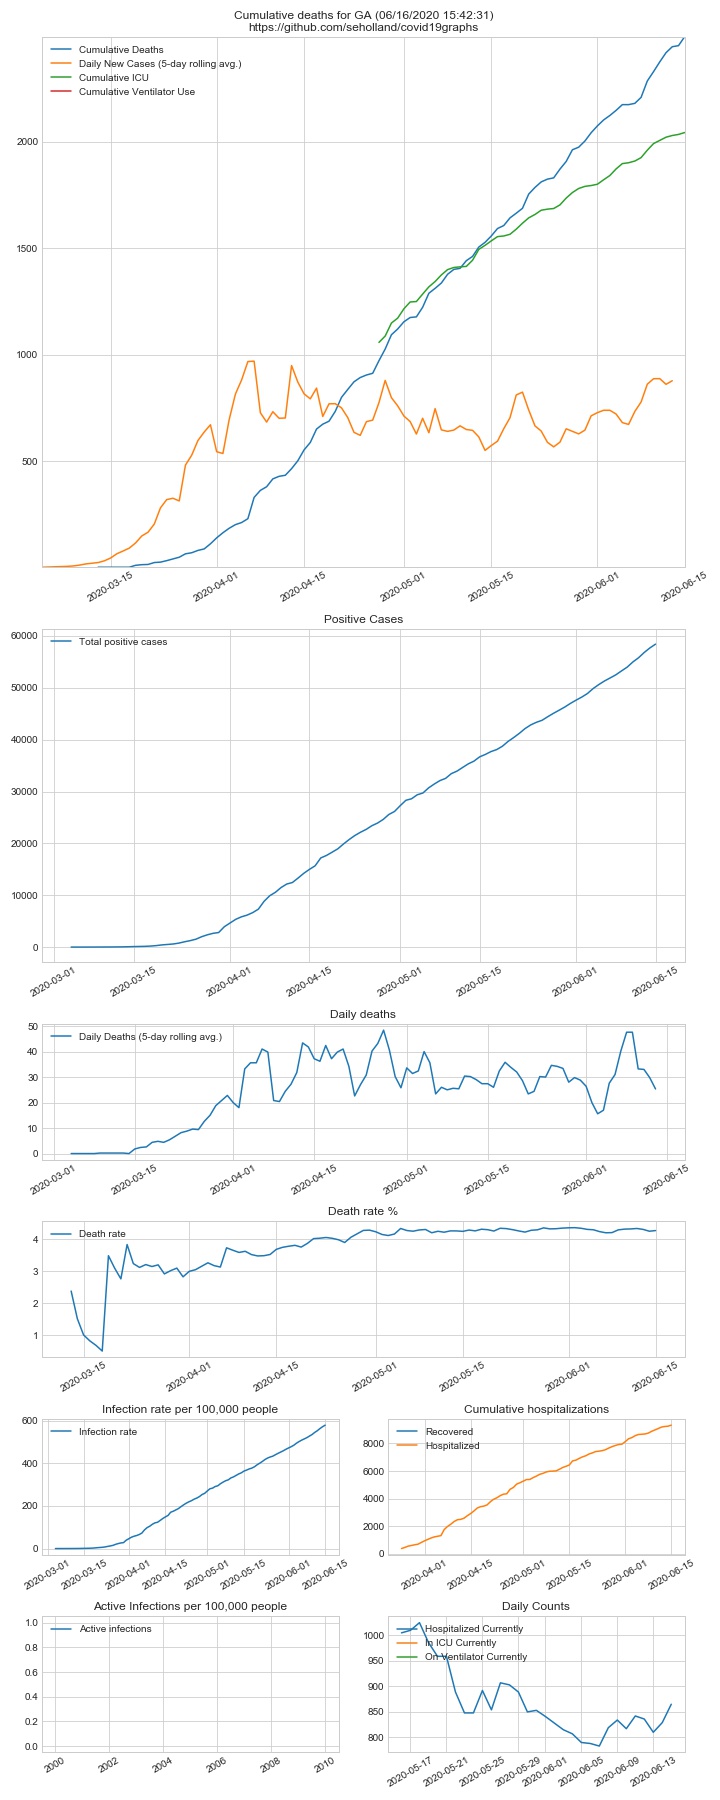 Cumulative deaths for GA (06/16/2020 15:42:31)
https://github.com/seholland/covid19graphs
Cumulative Deaths
Daily New Cases (5-day rolling avg.)
Cumulative ICU
Cumulative Ventilator Use
2000
1500
1000
500
2020-03-15 2020-04-01 2020-04-15 2020-05-01 2020-05-15 2020-06-01 2020-06-15
Positive Cases
Total positive cases
60000
50000
40000
30000
20000
10000
0
2020-03-01 2020-03-15 2020-04-01 2020-04-15 2020-05-01 2020-05-15 2020-06-01 2020-06-15
Daily deaths
Daily Deaths (5-day rolling avg.)
50
40
30
20
10
0
2020-03-01 2020-03-15 2020-04-01 2020-04-15 2020-05-01 2020-05-15 2020-06-01 2020-06-15
Death rate %
Death rate
4
3
2
1
2020-03-15 2020-04-01 2020-04-15 2020-05-01 2020-05-15 2020-06-01 2020-06-15
Infection rate per 100,000 people
Infection rate
600
400
200
0
2020-03-01 2020-03-15 2020-04-01 2020-04-15 2020-05-01 2020-05-15 2020-06-01 2020-06-15
Cumulative hospitalizations
Recovered
Hospitalized
8000
6000
4000
2000
0
2020-04-01 2020-04-15 2020-05-01 2020-05-15 2020-06-01 2020-06-15
Active Infections per 100,000 people
Active infections
1.0
0.8
0.6
0.4
0.2
0.0
2000 2002 2004 2006 2008 2010
Daily Counts
Hospitalized Currently
In ICU Currently
On Ventilator Currently
1000
950
900
850
800
2020-05-17 2020-05-21 2020-05-25 2020-05-29 2020-06-01 2020-06-05 2020-06-09 2020-06-13